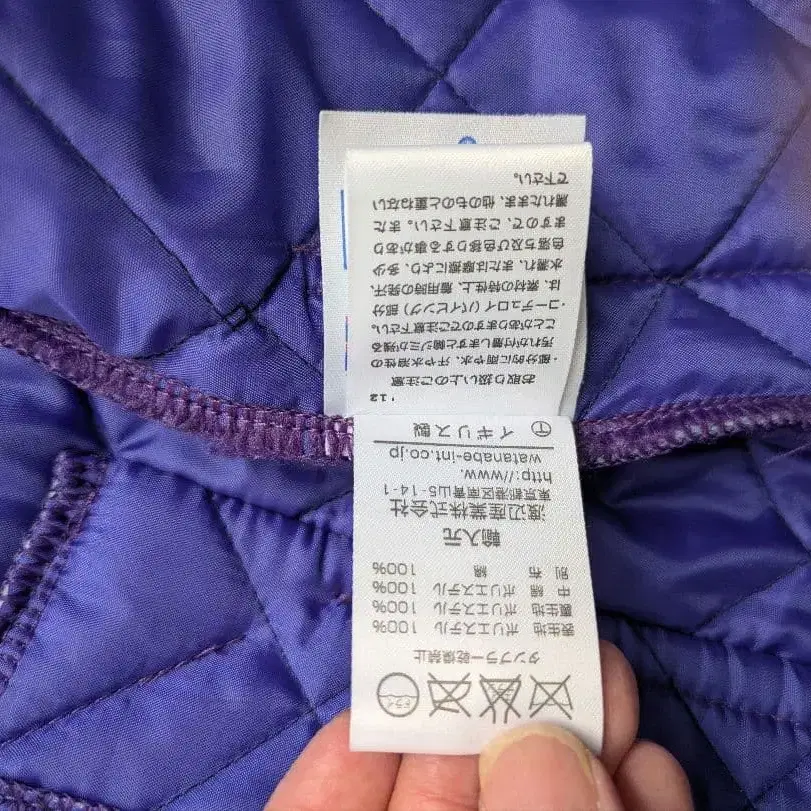 ドライ
タンブラー乾燥禁止
表生地 ポリエステル 100%
裏生地 ポリエステル 100%
中 綿 ポリエステル 100%
別 布 綿 100%
輸入元
渡辺産業株式会社
東京都港区南青山5-14-1
http://www.
watanabe-int.co.jp
Ⓣ イギリス製
'12
お取り扱い上のご注意
・部分的に雨や水、汗や水溶性の
汚れが付着しますと輪ジミが残る
ことがありますのでご注意下さい。
・コーデュロイ(パイピング)部分
は、素材の特性上、着用時の発汗、
水濡れ、または摩擦により、多少、
色落ち及び色移りする事があり
ますので、ご注意下さい。また
濡れたまま、他のものと重ねない
で下さい。